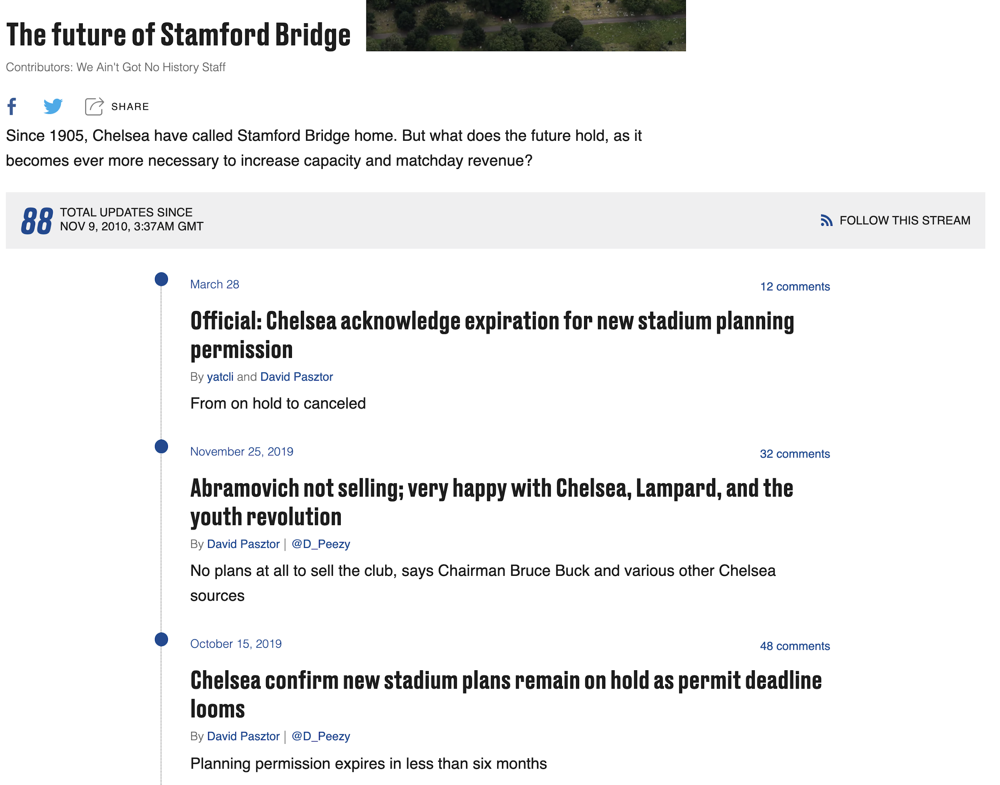 The future of Stamford Bridge
Contributors: We Ain't Got No History Staff
SHARE
Since 1905, Chelsea have called Stamford Bridge home. But what does the future hold, as it
becomes ever more necessary to increase capacity and matchday revenue?
88 TOTAL UPDATES SINCE
NOV 9, 2010, 3:37AM GMT
FOLLOW THIS STREAM
March 28
12 comments
Official: Chelsea acknowledge expiration for new stadium planning
permission
By yatcli and David Pasztor
From on hold to canceled
November 25, 2019
32 comments
Abramovich not selling; very happy with Chelsea, Lampard, and the
youth revolution
By David Pasztor | @D_Peezy
No plans at all to sell the club, says Chairman Bruce Buck and various other Chelsea
sources
October 15, 2019
48 comments
Chelsea confirm new stadium plans remain on hold as permit deadline
looms
By David Pasztor | @D_Peezy
Planning permission expires in less than six months